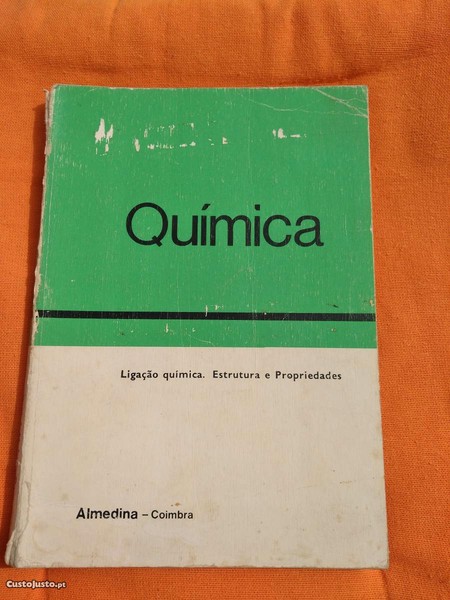 Química
Ligação química. Estrutura e Propriedades
Almedina – Coimbra
CustoJusto.pt